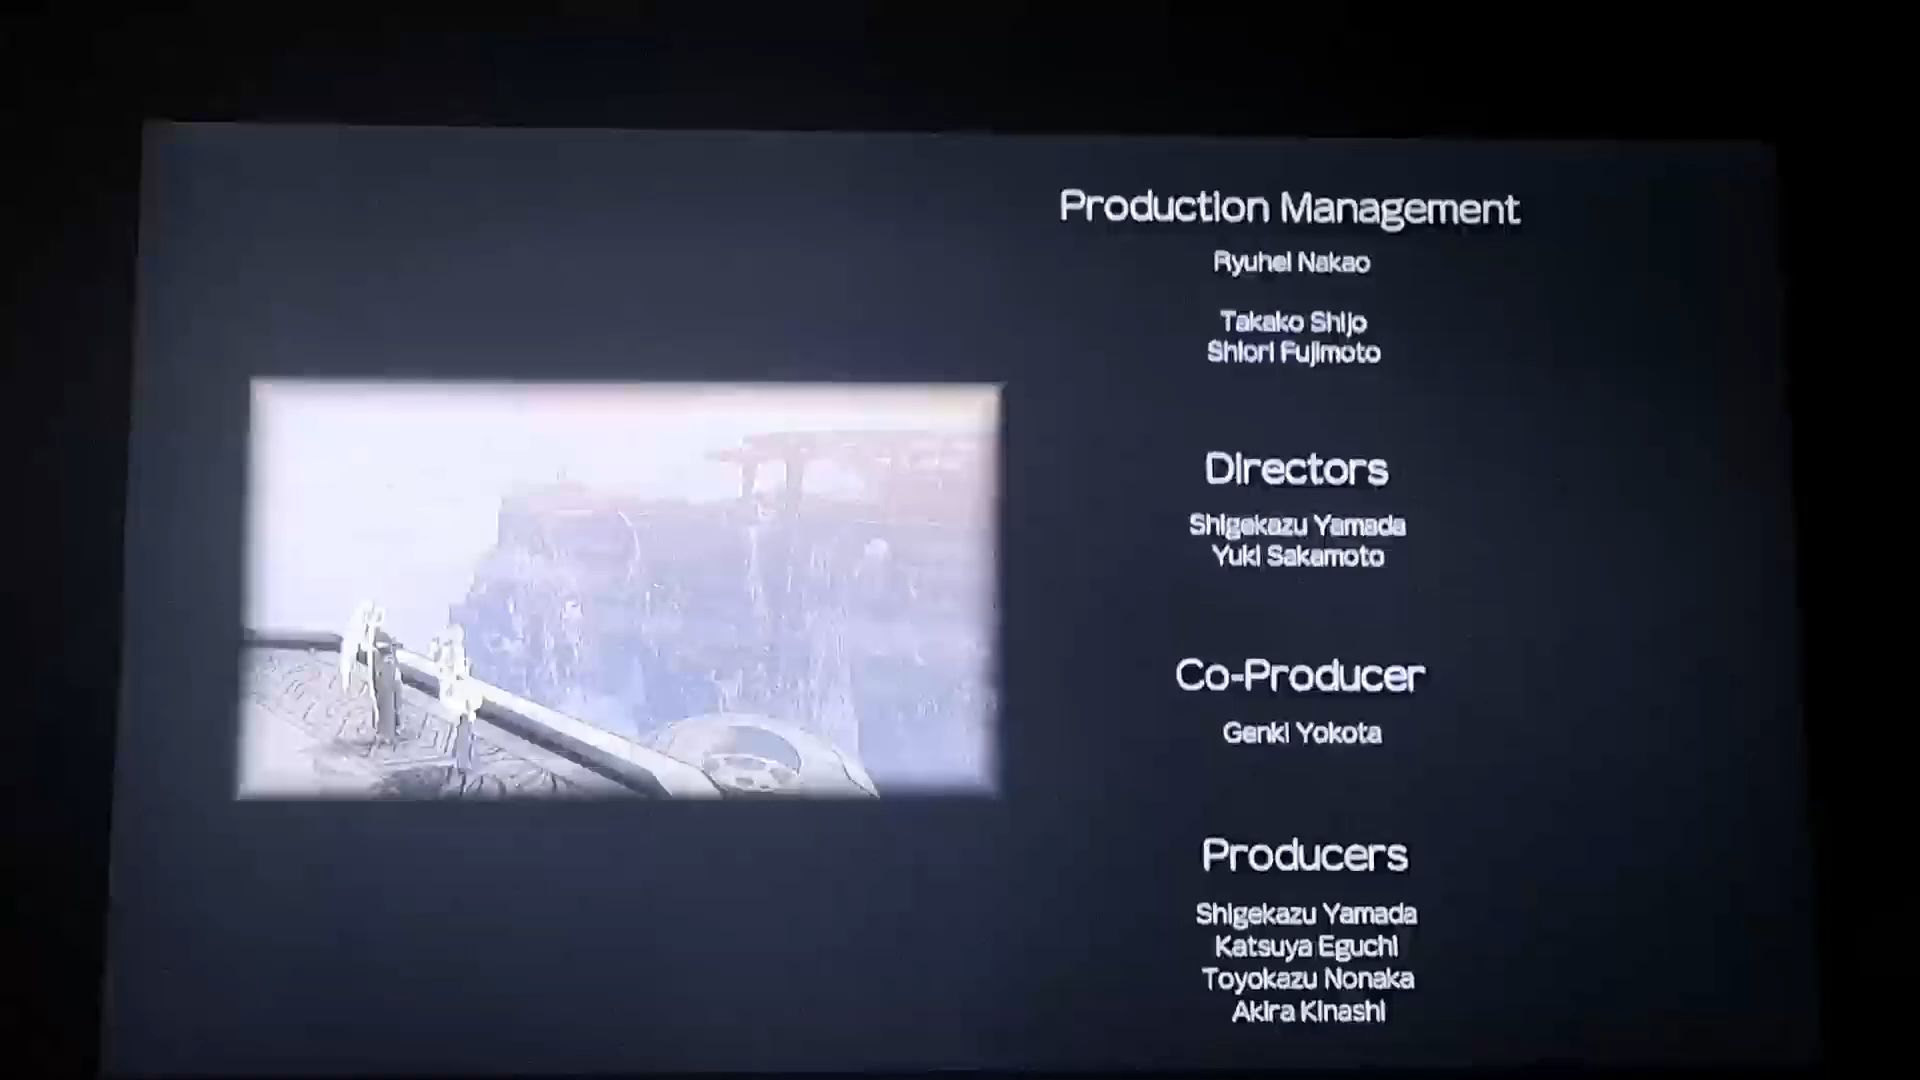 Production Management
Ryuhei Nakao
Takako Shijo
Shiori Fujimoto
Directors
Shigekazu Yamada
Yuki Sakamoto
Co-Producer
Genki Yokota
Producers
Shigekazu Yamada
Katsuya Eguchi
Toyokazu Nonaka
Akira Kinashi